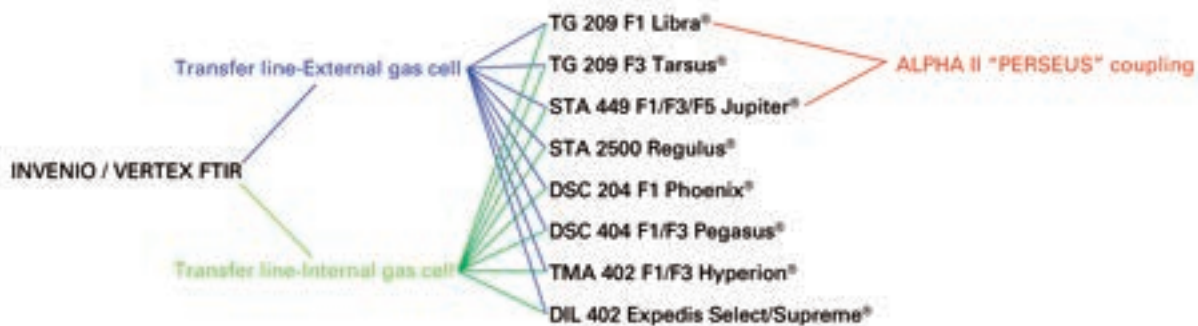 TG 209 F1 Libra®
Transfer line-External gas cell
TG 209 F3 Tarsus®
ALPHA II "PERSEUS" coupling
STA 449 F1/F3/F5 Jupiter®
STA 2500 Regulus®
INVENIO / VERTEX FTIR
DSC 204 F1 Phoenix®
DSC 404 F1/F3 Pegasus®
Transfer line-Internal gas cell
TMA 402 F1/F3 Hyperion®
DIL 402 Expedis Select/Supreme®